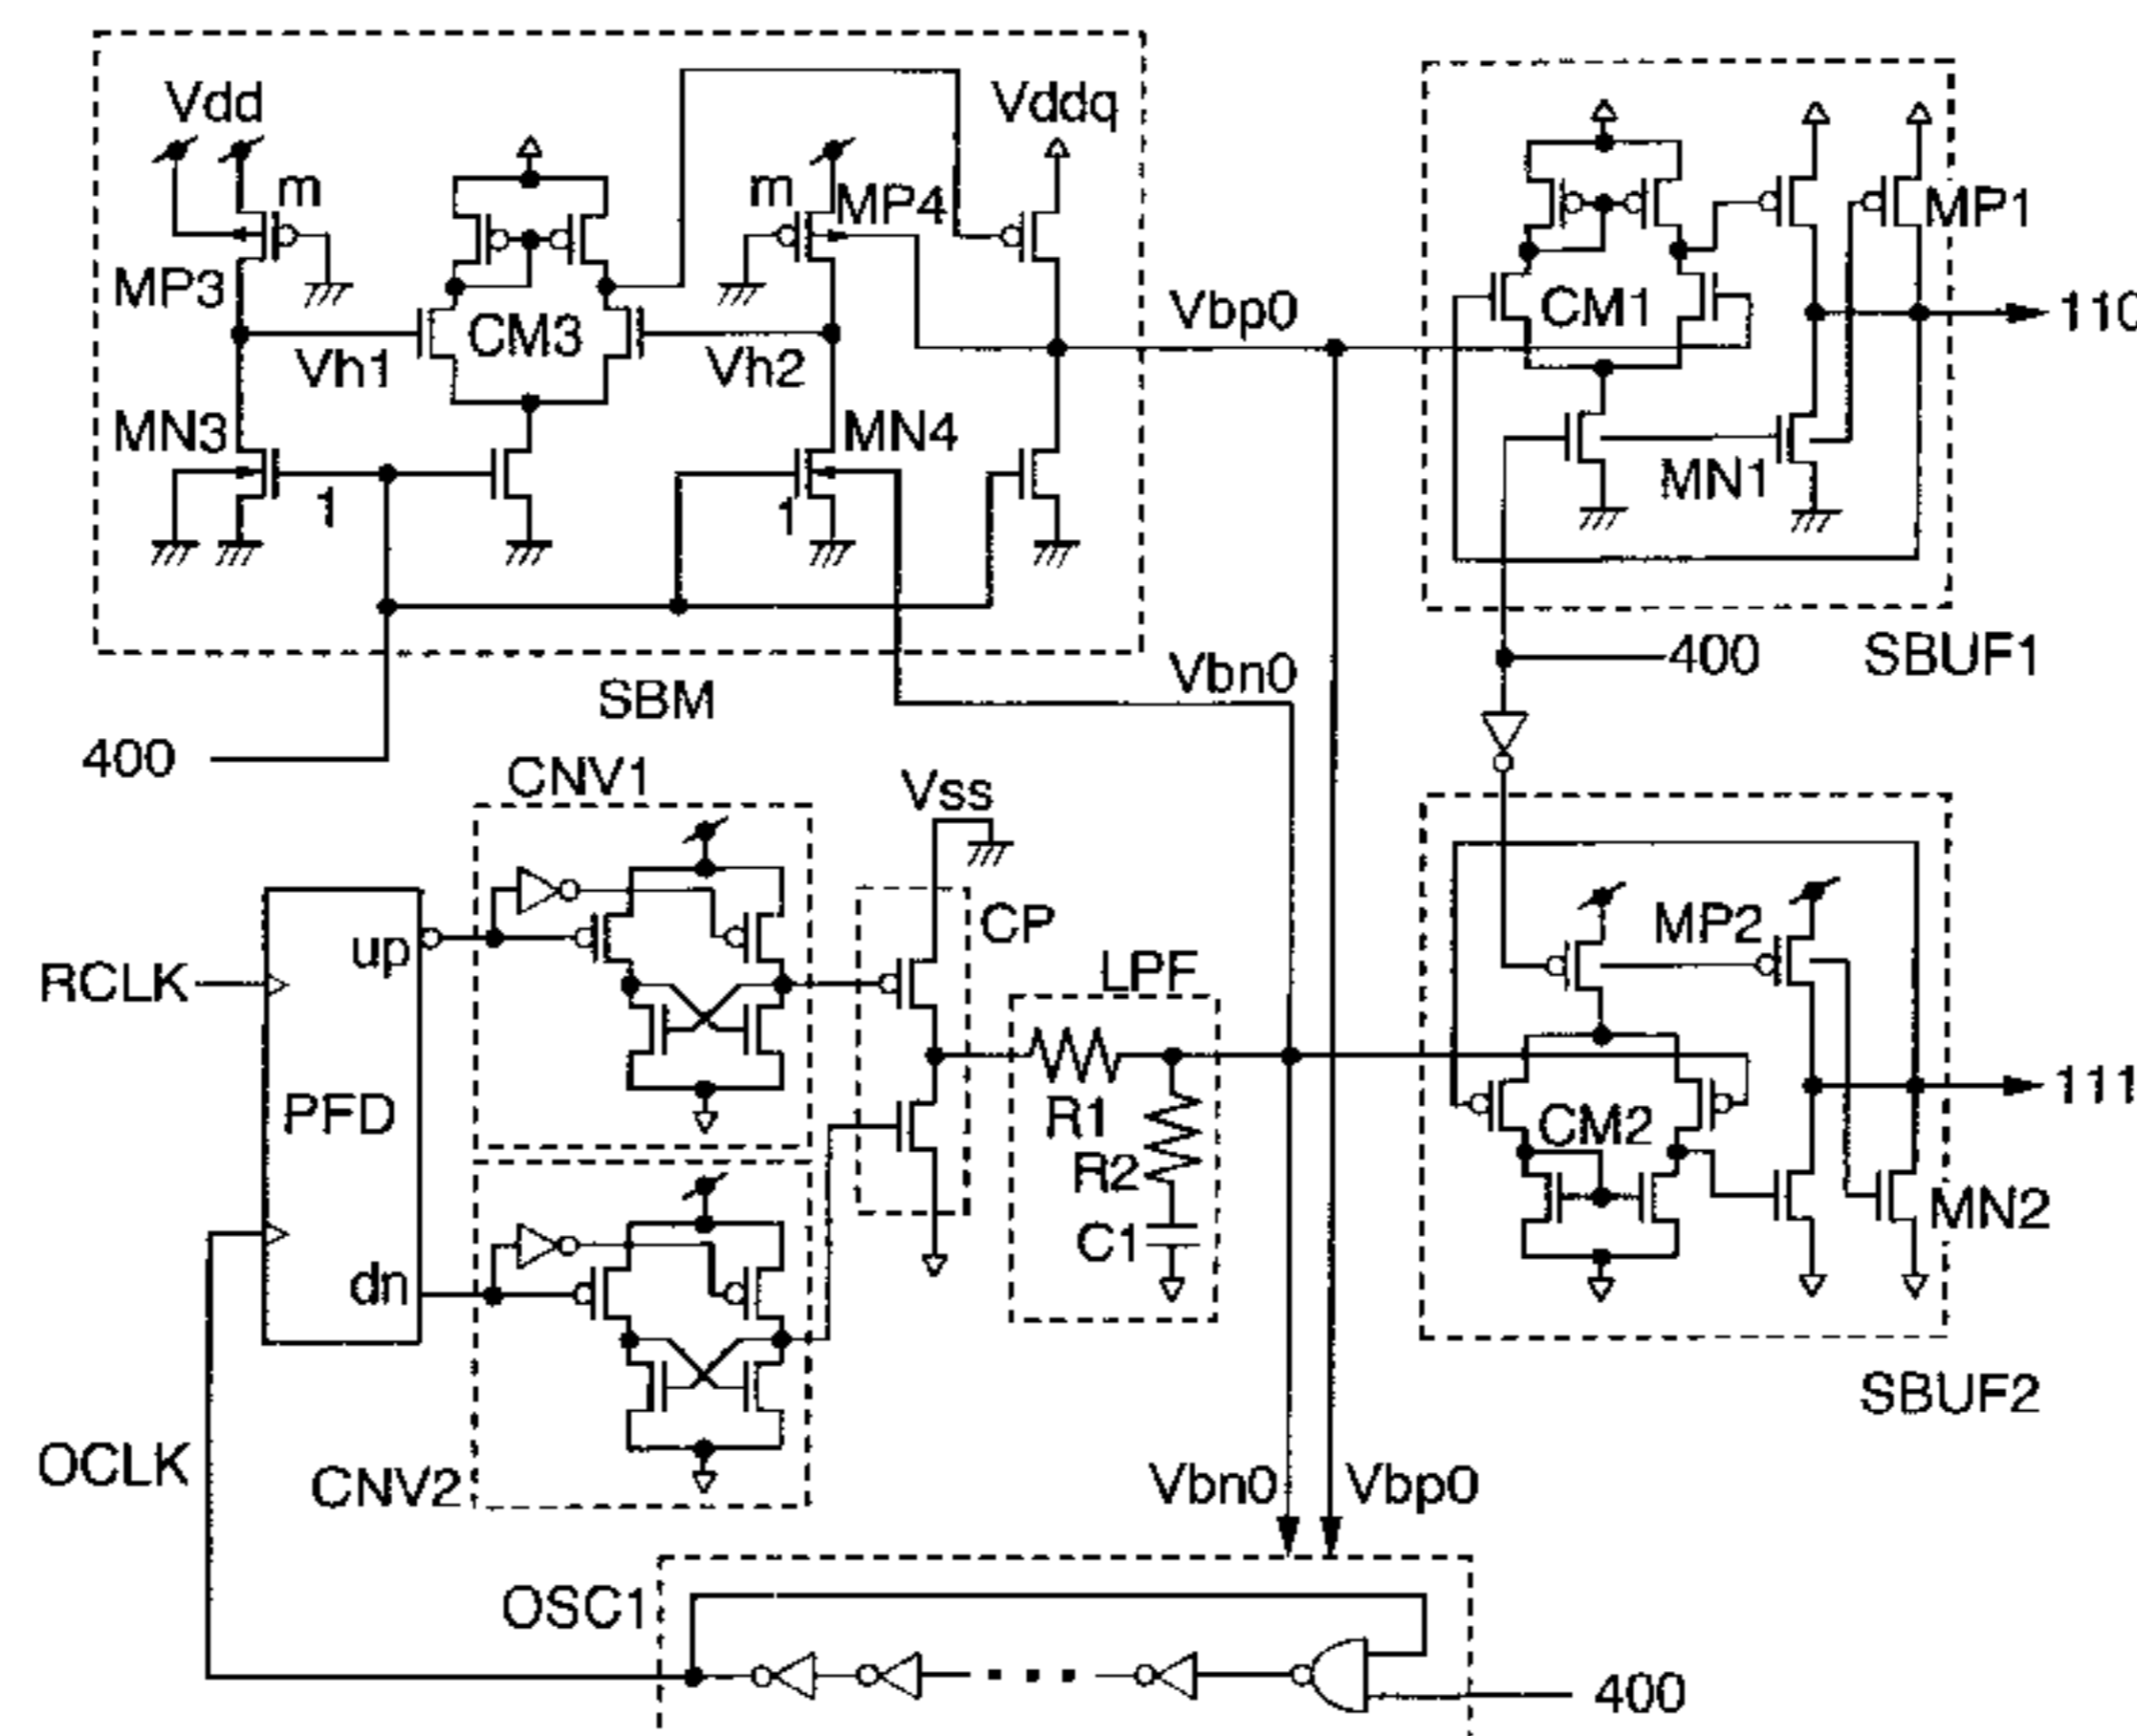 Vdd
Vddq
m
m
MP4
MP1
MP3
CM3
Vbp0
CM1
110
Vh1
Vh2
MN3
MN4
1
1
MN1
400
SBUF1
Vbn0
SBM
400
CNV1
Vss
CP
MP2
up
LPF
RCLK
PFD
R1
CM2
111
R2
MN2
C1
dn
SBUF2
OCLK
CNV2
Vbn0
Vbp0
OSC1
400